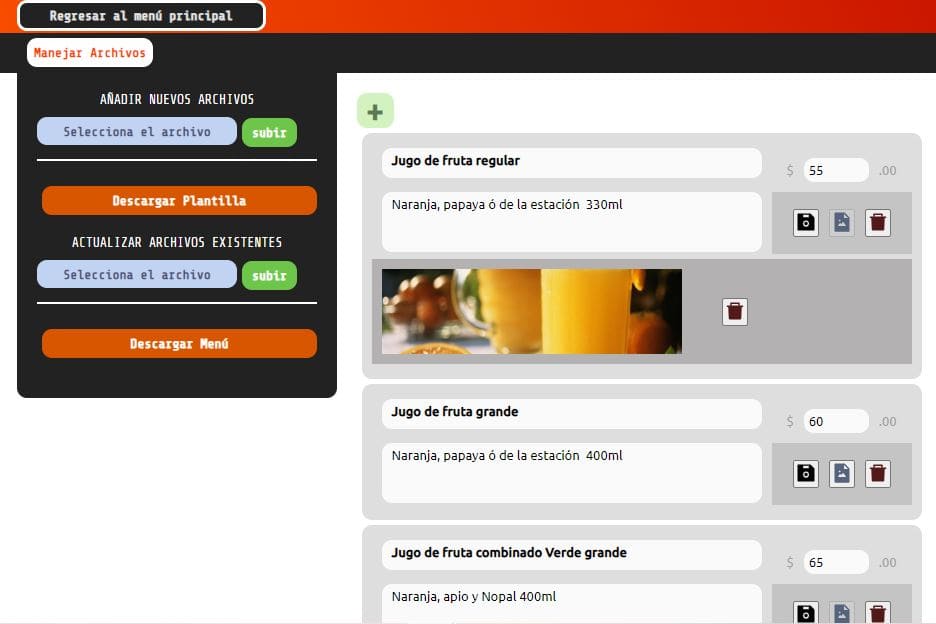 Regresar al menú principal
Manejar Archivos
AÑADIR NUEVOS ARCHIVOS
Selecciona el archivo
subir
Descargar Plantilla
ACTUALIZAR ARCHIVOS EXISTENTES
Selecciona el archivo
subir
Descargar Menú
+
Jugo de fruta regular
$ 55 .00
Naranja, papaya ó de la estación  330ml
Jugo de fruta grande
$ 60 .00
Naranja, papaya ó de la estación  400ml
Jugo de fruta combinado Verde grande
$ 65 .00
Naranja, apio y Nopal 400ml